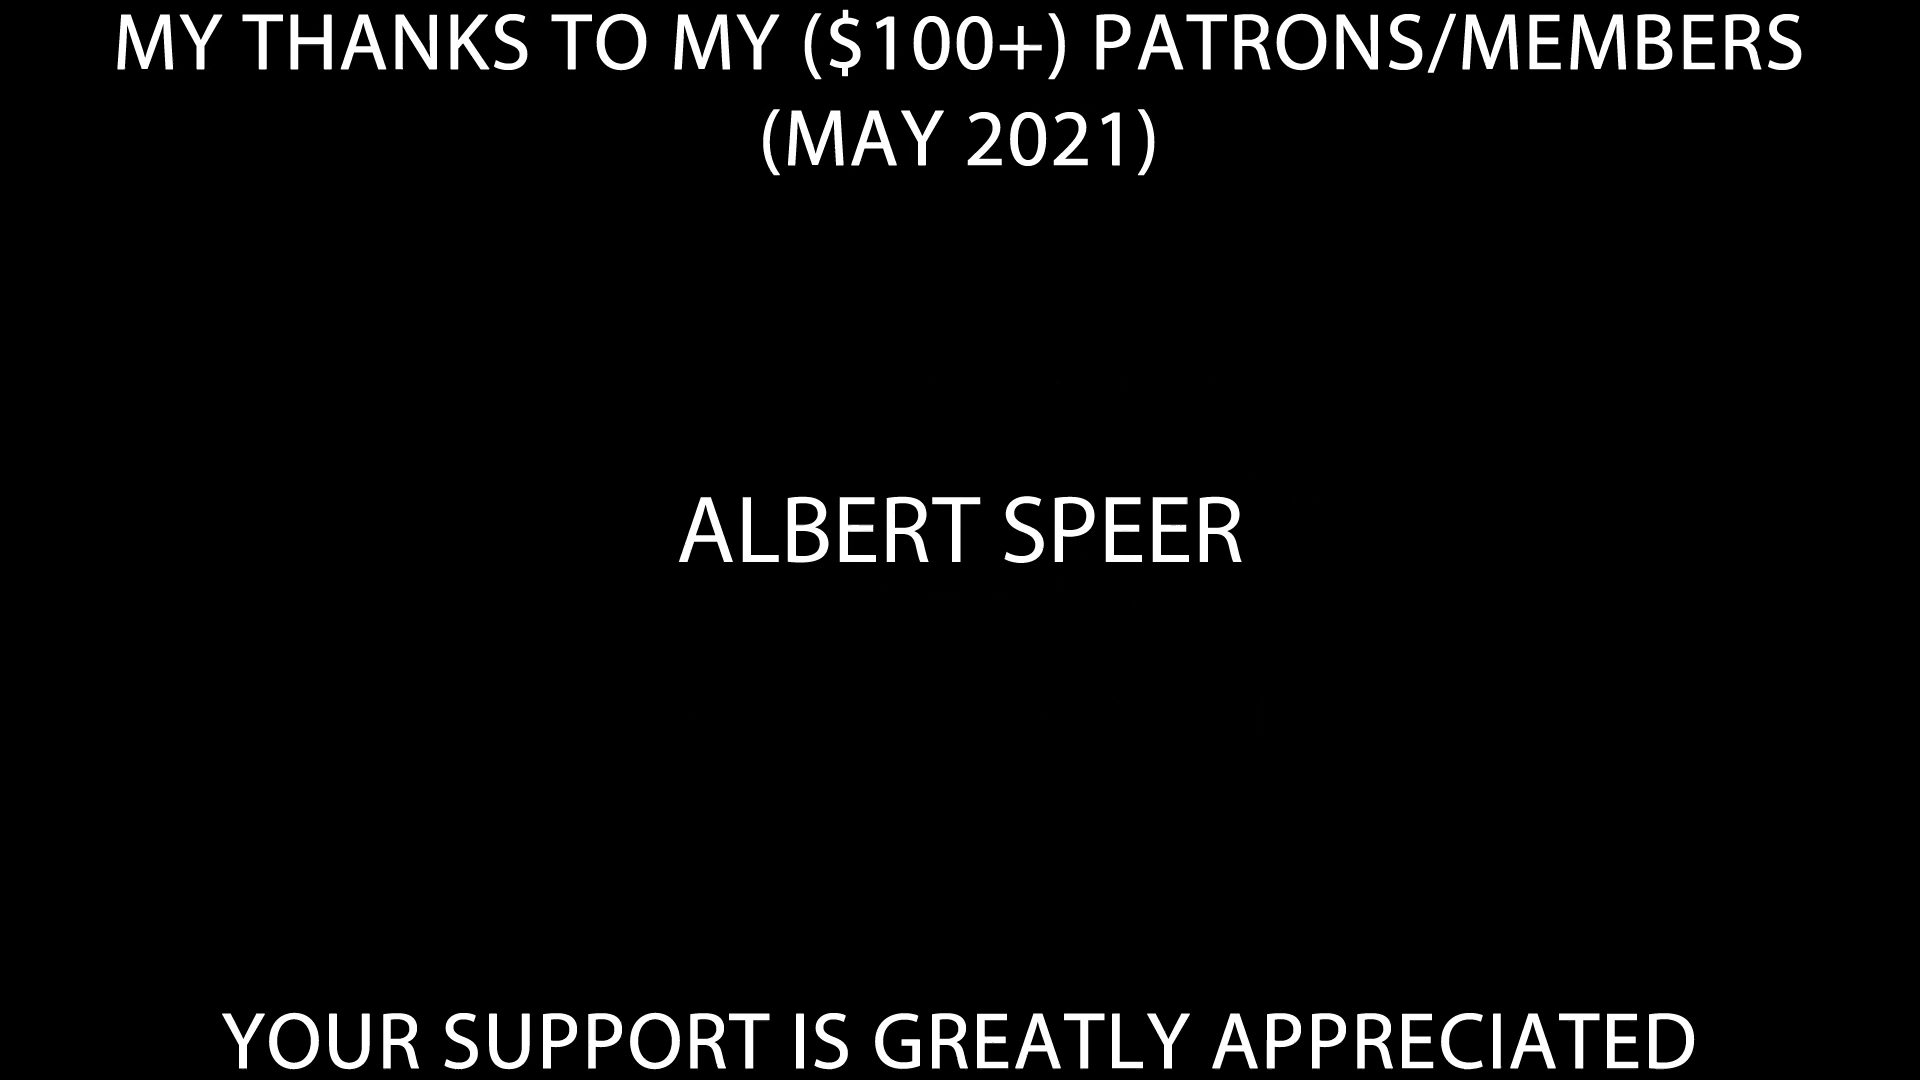 MY THANKS TO MY ($100+) PATRONS/MEMBERS
(MAY 2021)
ALBERT SPEER
YOUR SUPPORT IS GREATLY APPRECIATED